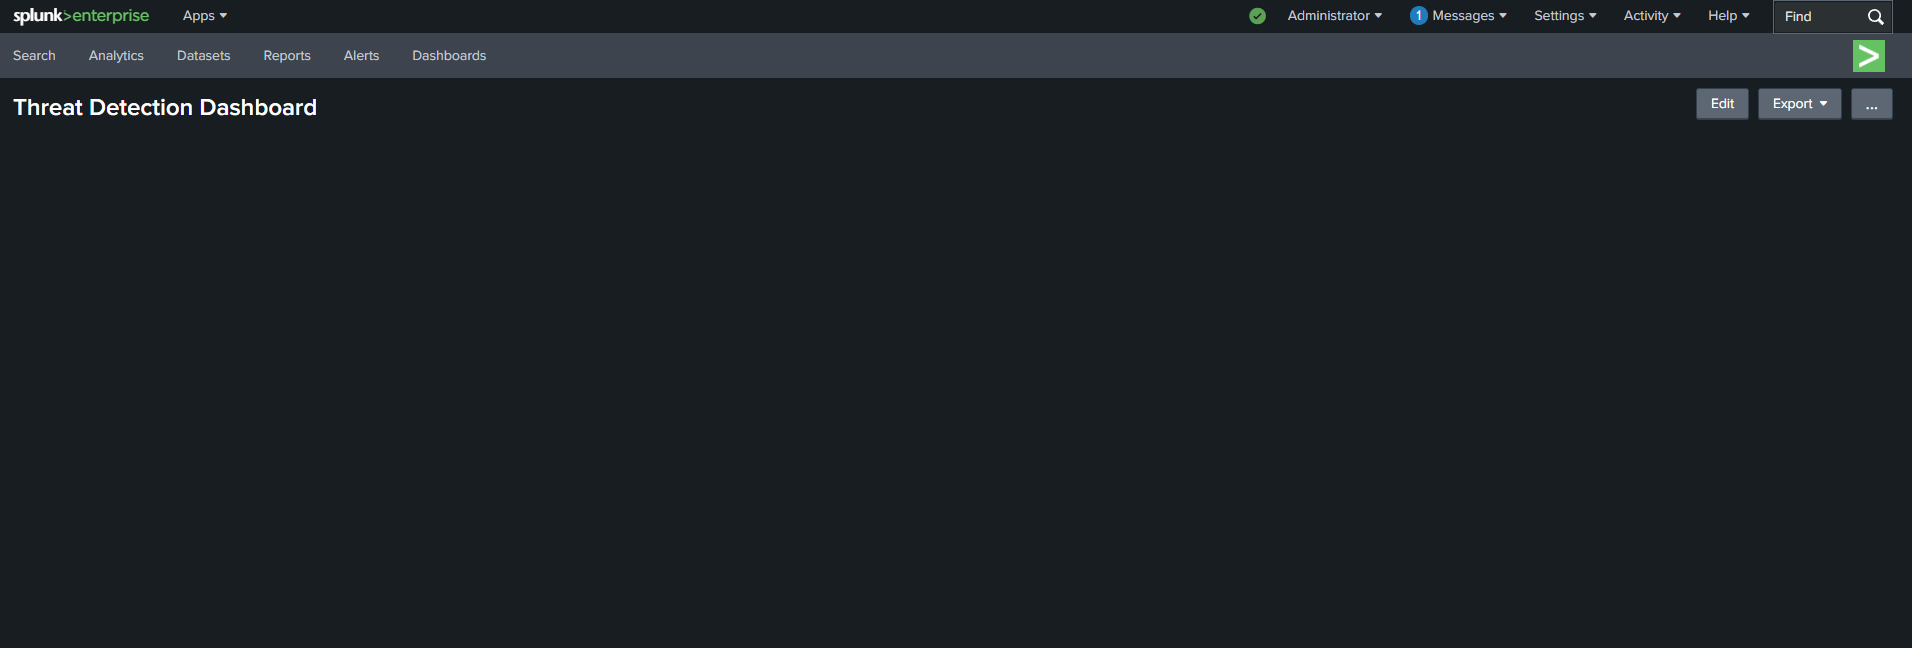 splunk>enterprise Apps Administrator 1 Messages Settings Activity Help Find
Search Analytics Datasets Reports Alerts Dashboards >
Threat Detection Dashboard Edit Export ...